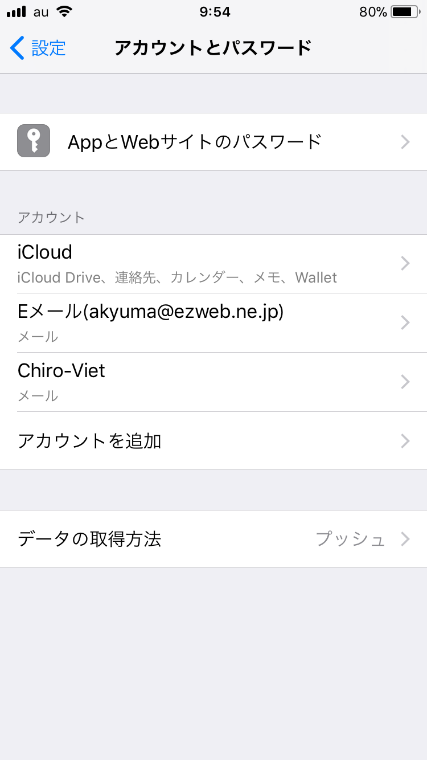 au 9:54 80%
設定 アカウントとパスワード
AppとWebサイトのパスワード
アカウント
iCloud
iCloud Drive、連絡先、カレンダー、メモ、Wallet
Eメール(akyuma@ezweb.ne.jp)
メール
Chiro-Viet
メール
アカウントを追加
データの取得方法 プッシュ